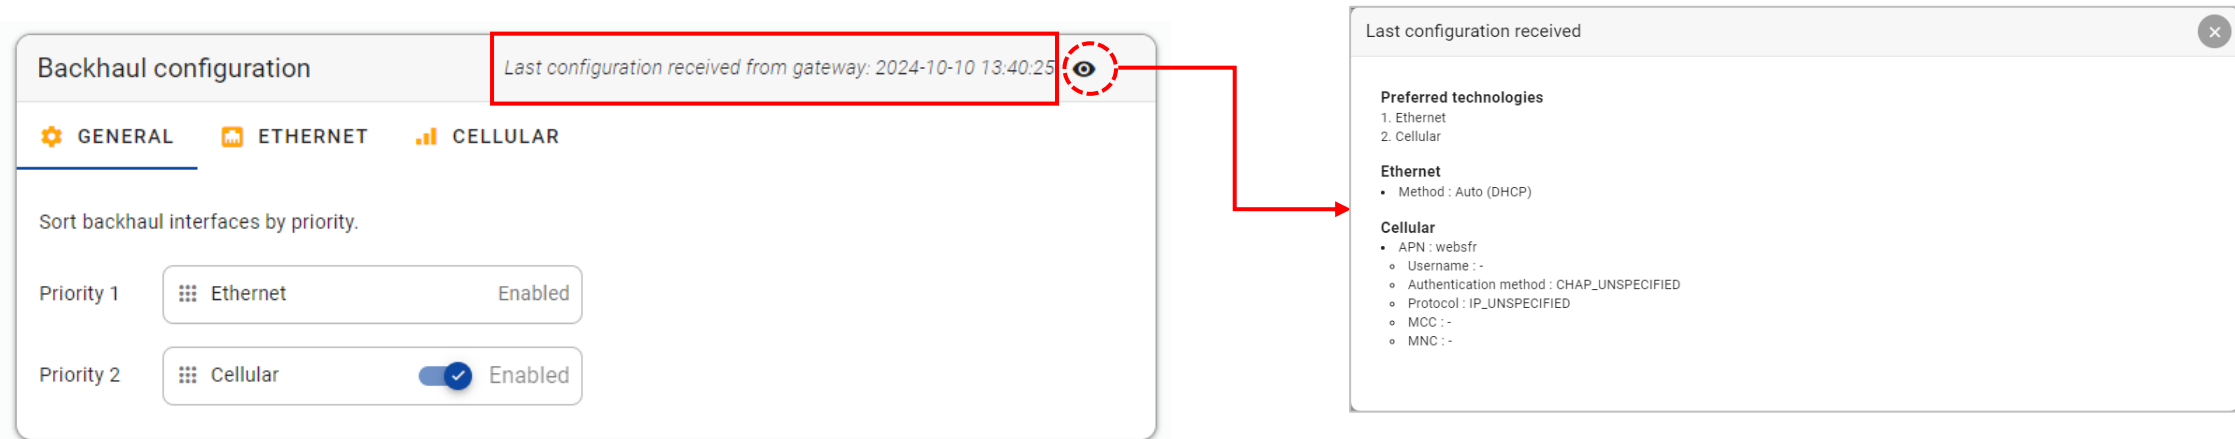 Backhaul configuration
Last configuration received from gateway: 2024-10-10 13:40:25
GENERAL
ETHERNET
CELLULAR
Sort backhaul interfaces by priority.
Priority 1
Ethernet
Enabled
Priority 2
Cellular
Enabled
Last configuration received
Preferred technologies
1. Ethernet
2. Cellular
Ethernet
• Method : Auto (DHCP)
Cellular
• APN : websfr
◦ Username : -
◦ Authentication method : CHAP_UNSPECIFIED
◦ Protocol : IP_UNSPECIFIED
◦ MCC : -
◦ MNC : -